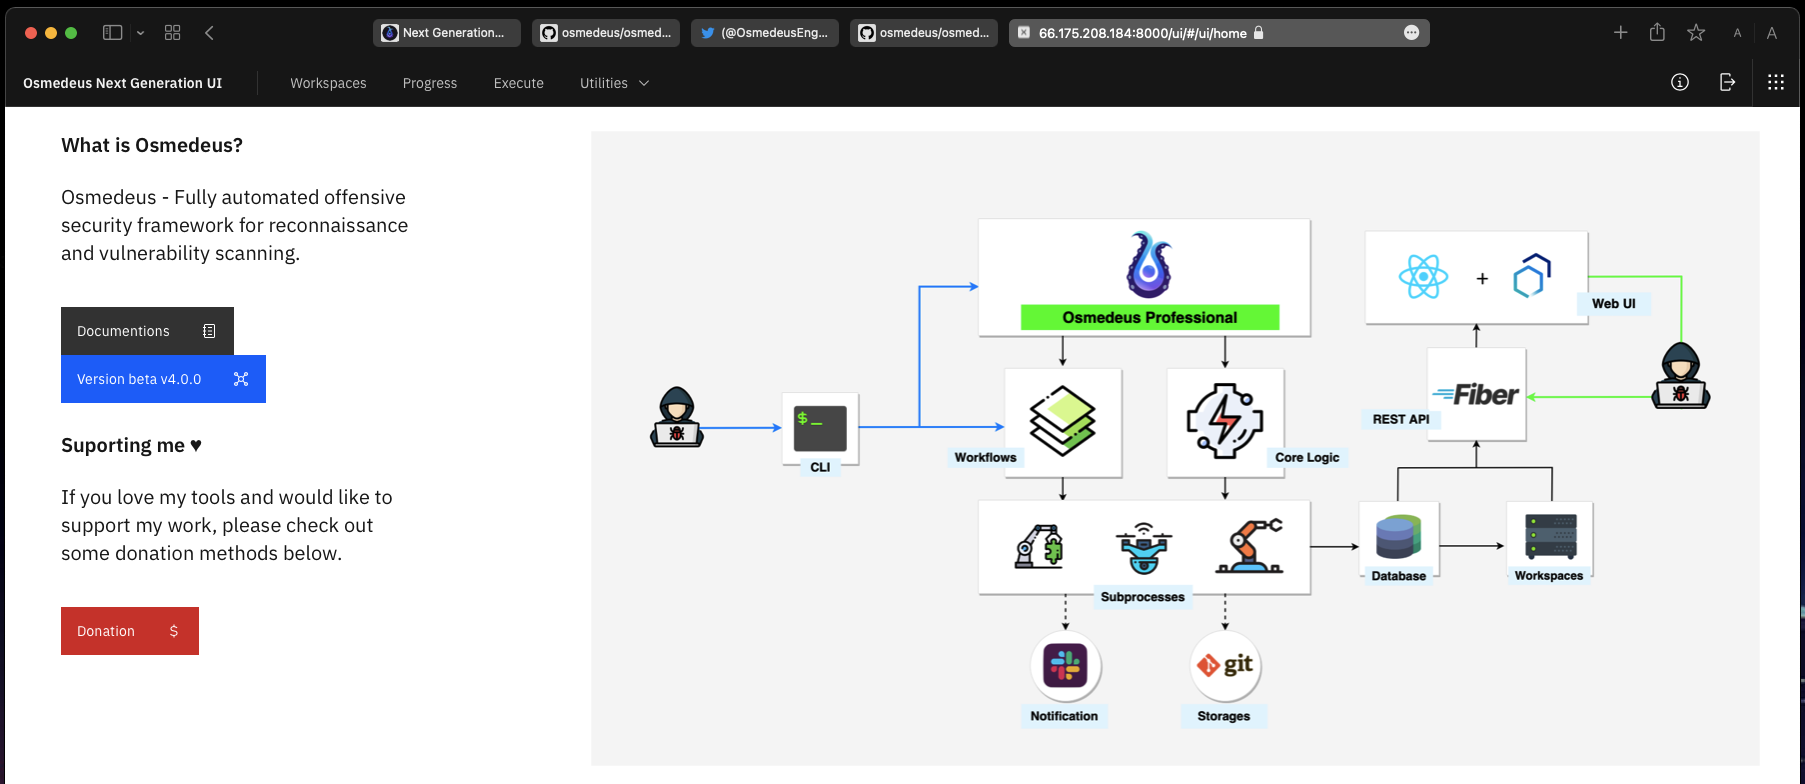 Next Generation...
osmedeus/osmed...
(@OsmedeusEng...
osmedeus/osmed...
66.175.208.184:8000/ui/#/ui/home
A
A
Osmedeus Next Generation UI
Workspaces
Progress
Execute
Utilities
What is Osmedeus?
Osmedeus - Fully automated offensive
security framework for reconnaissance
and vulnerability scanning.
Documentions
Version beta v4.0.0
Suporting me ♥
If you love my tools and would like to
support my work, please check out
some donation methods below.
Donation $
Osmedeus Professional
+
Web UI
$_
CLI
Workflows
Core Logic
Fiber
REST API
Subprocesses
Database
Workspaces
git
Notification
Storages